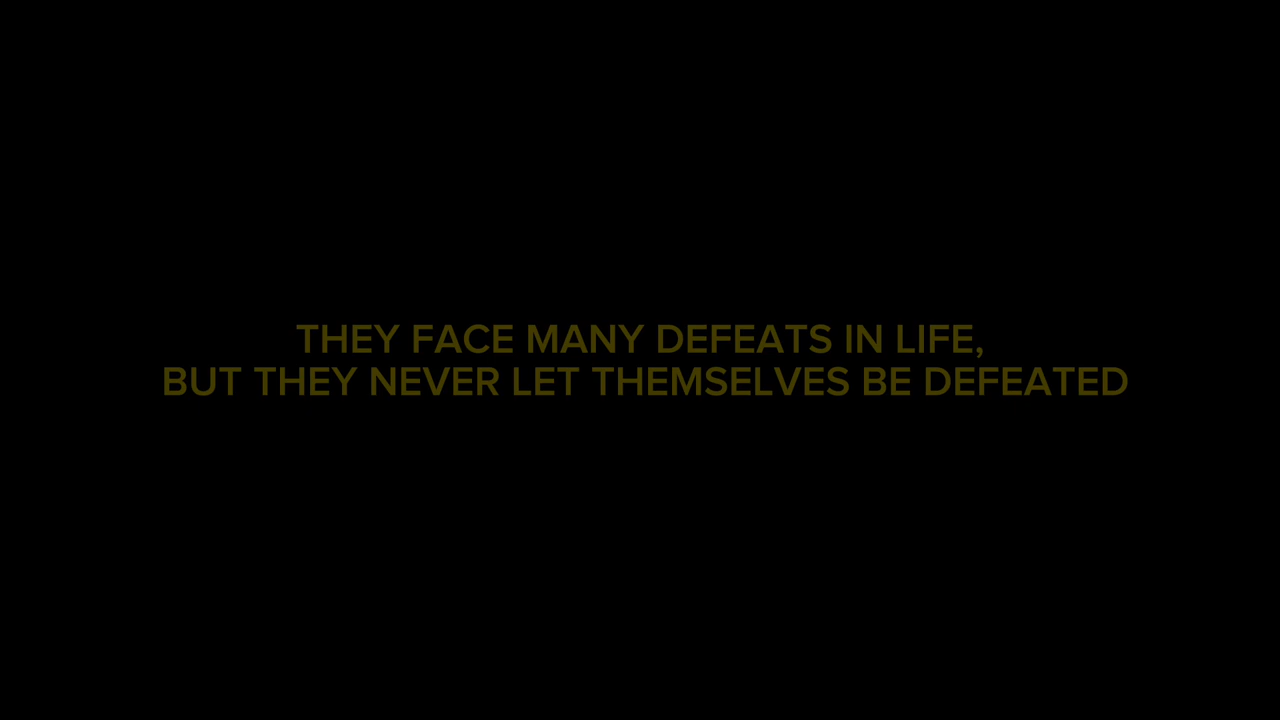 THEY FACE MANY DEFEATS IN LIFE,
BUT THEY NEVER LET THEMSELVES BE DEFEATED